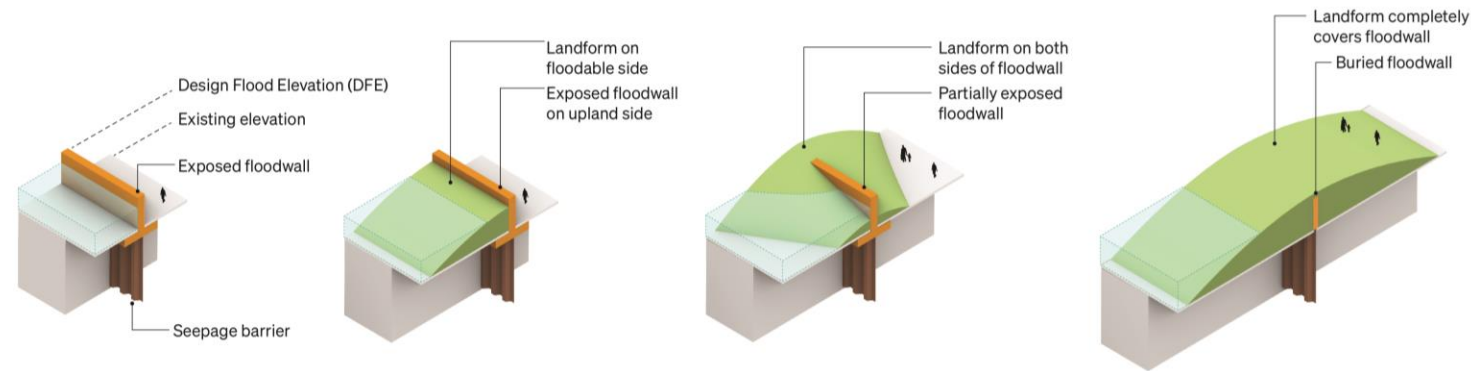 Design Flood Elevation (DFE)
Existing elevation
Exposed floodwall
Seepage barrier
Landform on
floodable side
Exposed floodwall
on upland side
Landform on both
sides of floodwall
Partially exposed
floodwall
Landform completely
covers floodwall
Buried floodwall